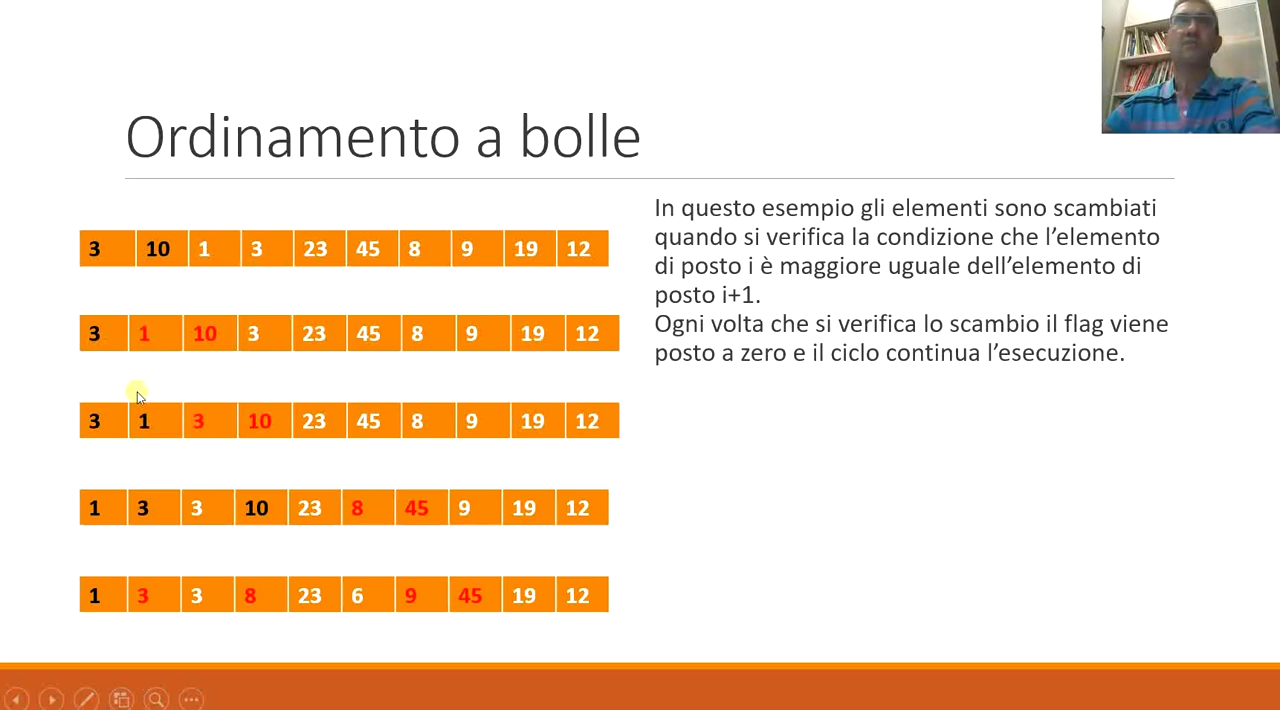 Ordinamento a bolle
3 10 1 3 23 45 8 9 19 12
3 1 10 3 23 45 8 9 19 12
3 1 3 10 23 45 8 9 19 12
1 3 3 10 23 8 45 9 19 12
1 3 3 8 23 6 9 45 19 12
In questo esempio gli elementi sono scambiati
quando si verifica la condizione che l’elemento
di posto i è maggiore uguale dell’elemento di
posto i+1.
Ogni volta che si verifica lo scambio il flag viene
posto a zero e il ciclo continua l’esecuzione.